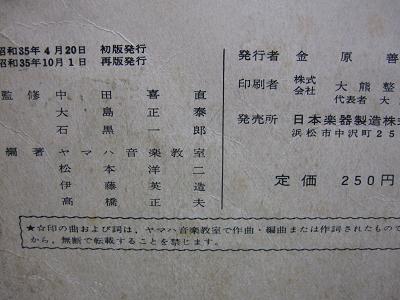 昭和35年4月20日 初版発行
昭和35年10月1日 再版発行
監修 中田喜直
大島正泰
石黒一郎
編著 ヤマハ音楽教室
松本洋二
伊藤英造
高橋正夫
発行者 金原善
印刷者 株式 大熊整
代表者 大
発売所 日本楽器製造株式
浜松市中沢町25
定価 250円
★☆印の曲および詞は、ヤマハ音楽教室で作曲・編曲または作詞されたもので
から、無断で転載することを禁じます。